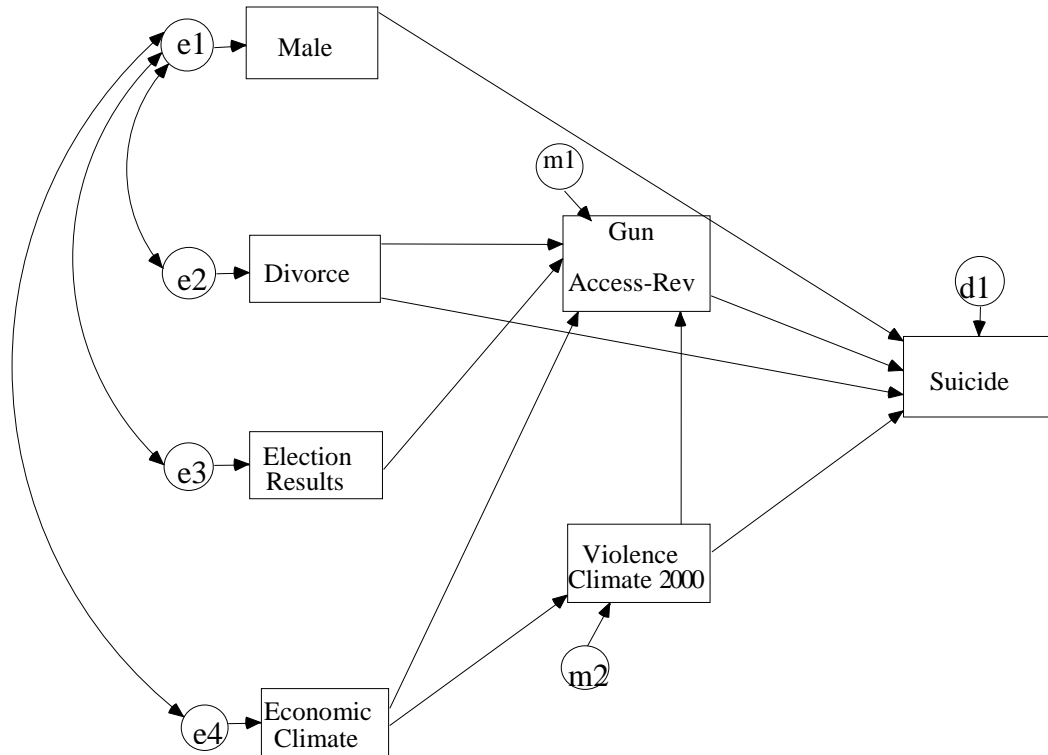 e1
Male
m1
Gun
Access-Rev
e2
Divorce
d1
Suicide
e3
Election
Results
Violence
Climate 2000
m2
e4
Economic
Climate